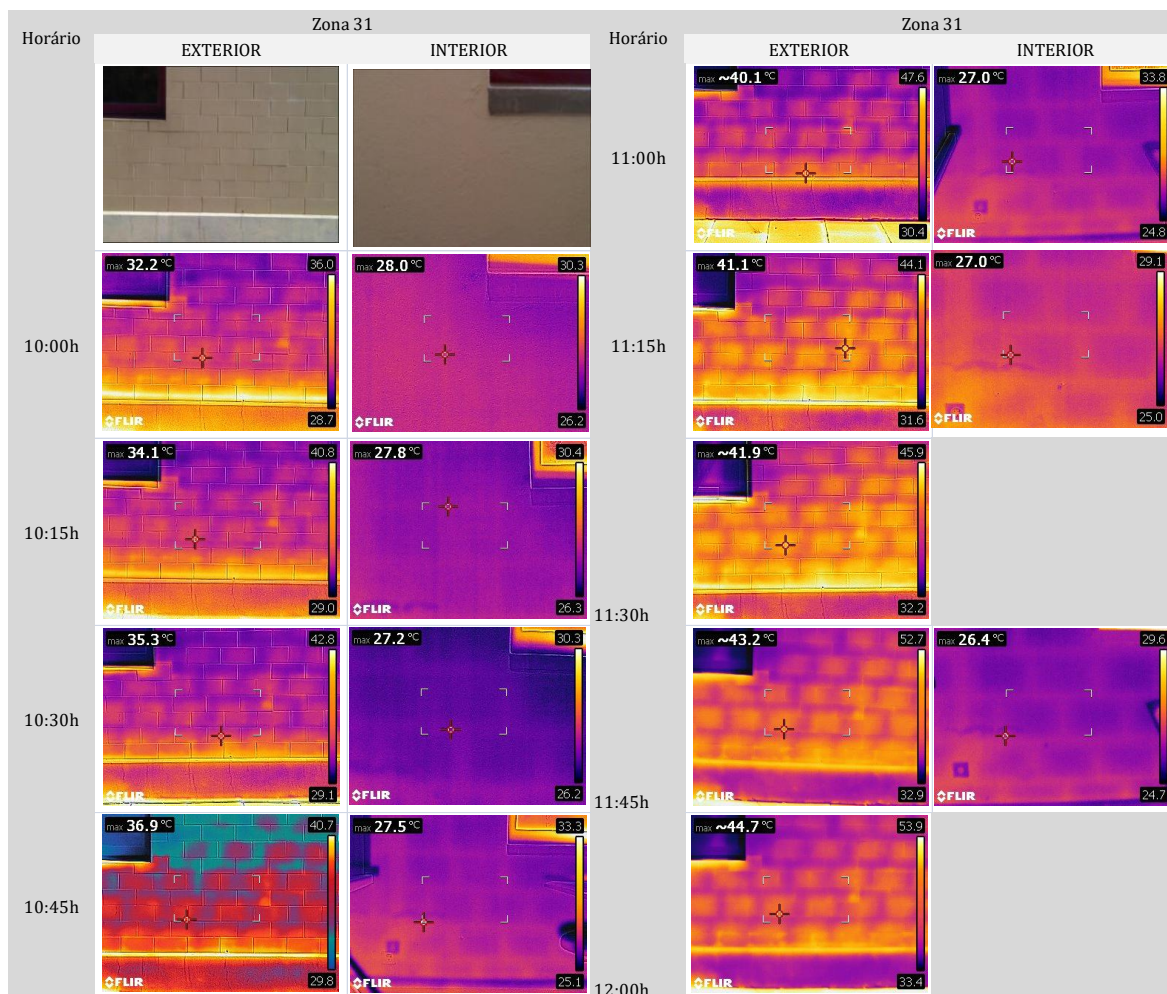 Horário
Zona 31
EXTERIOR INTERIOR
10:00h
max 32.2 °C 36.0
28.7
FLIR
max 28.0 °C 30.3
26.2
FLIR
10:15h
max 34.1 °C 40.8
29.0
FLIR
max 27.8 °C 30.4
26.3
FLIR
10:30h
max 35.3 °C 42.8
29.1
FLIR
max 27.2 °C 30.3
26.2
FLIR
10:45h
max 36.9 °C 40.7
29.8
FLIR
max 27.5 °C 33.3
25.1
FLIR
Horário
Zona 31
EXTERIOR INTERIOR
11:00h
max ~40.1 °C 47.6
30.4
FLIR
max 27.0 °C 33.8
24.8
FLIR
11:15h
max 41.1 °C 44.1
31.6
FLIR
max 27.0 °C 29.1
25.0
FLIR
11:30h
max ~41.9 °C 45.9
32.2
FLIR
11:45h
max ~43.2 °C 52.7
32.9
FLIR
max 26.4 °C 29.6
24.7
FLIR
12:00h
max ~44.7 °C 53.9
33.4
FLIR